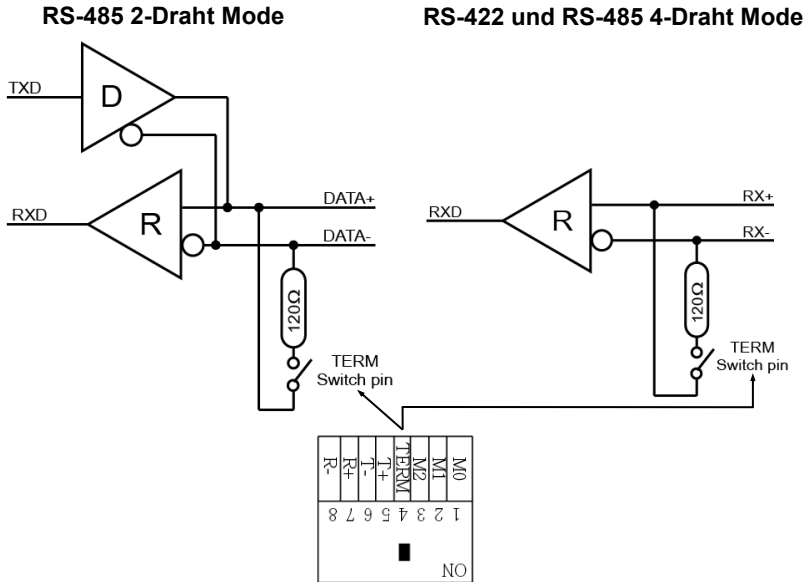 RS-485 2-Draht Mode
RS-422 und RS-485 4-Draht Mode
TXD
D
RXD
R
DATA+
DATA-
120Ω
TERM
Switch pin
RXD
R
RX+
RX-
120Ω
TERM
Switch pin
R- R+ T- T+ TERM M2 M1 M0
8 7 6 5 4 3 2 1
ON